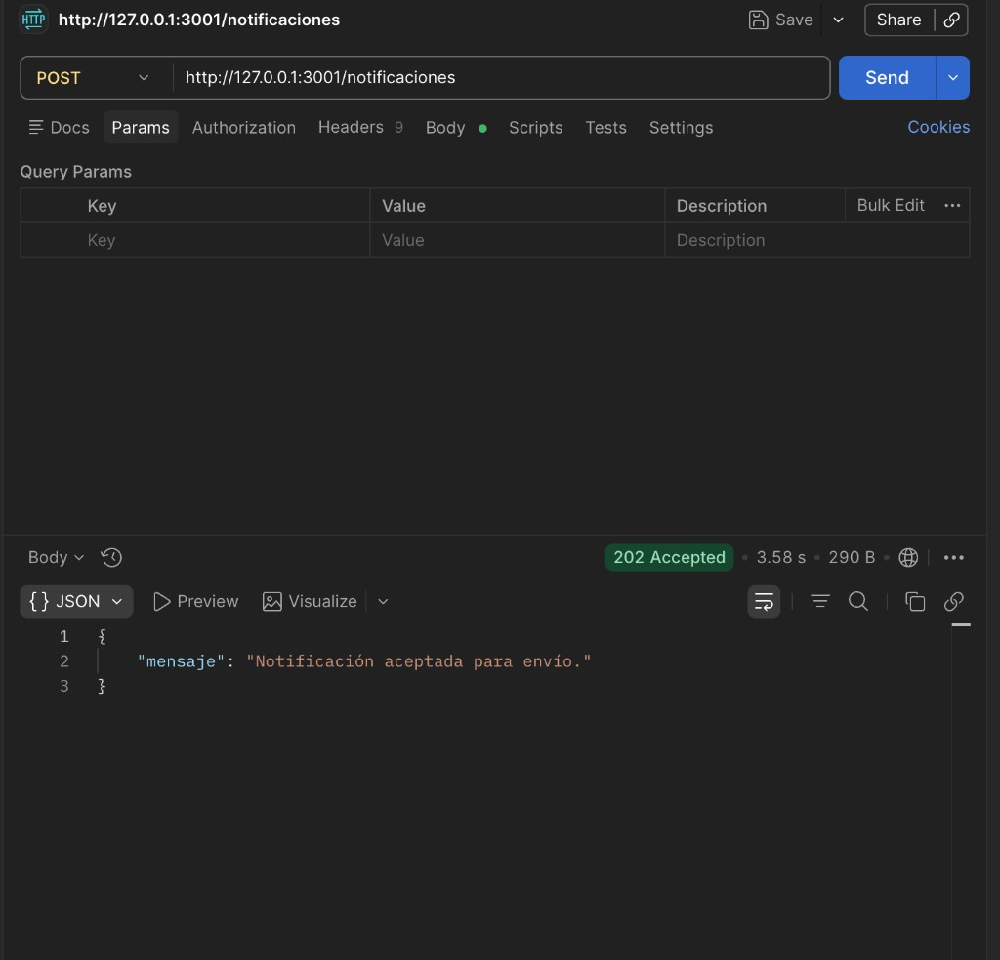 HTTP http://127.0.0.1:3001/notificaciones Save Share
POST http://127.0.0.1:3001/notificaciones Send
Docs Params Authorization Headers 9 Body Scripts Tests Settings Cookies
Query Params
Key Value Description Bulk Edit
Key Value Description
Body 202 Accepted 3.58 s 290 B
{} JSON Preview Visualize
1 {
2 "mensaje": "Notificación aceptada para envío."
3 }